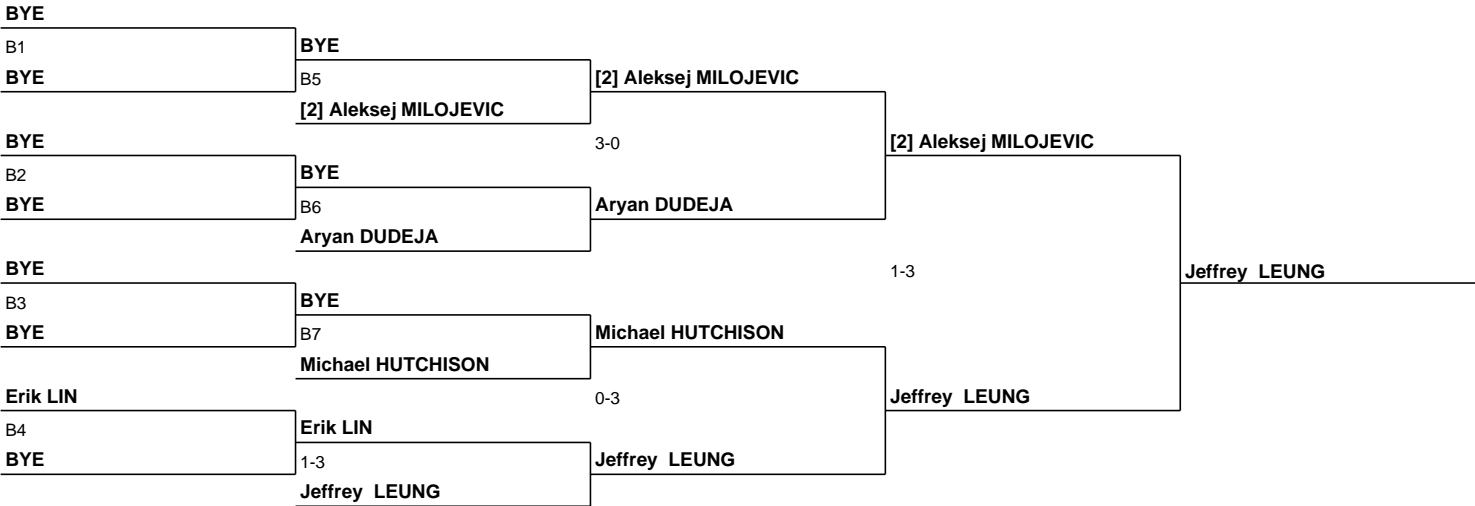 BYE
B1
BYE
BYE
B5
[2] Aleksej MILOJEVIC
[2] Aleksej MILOJEVIC
BYE
3-0
[2] Aleksej MILOJEVIC
B2
BYE
BYE
B6
Aryan DUDEJA
Aryan DUDEJA
BYE
1-3
Jeffrey LEUNG
B3
BYE
BYE
B7
Michael HUTCHISON
Michael HUTCHISON
Erik LIN
0-3
Jeffrey LEUNG
B4
Erik LIN
BYE
1-3
Jeffrey LEUNG
Jeffrey LEUNG